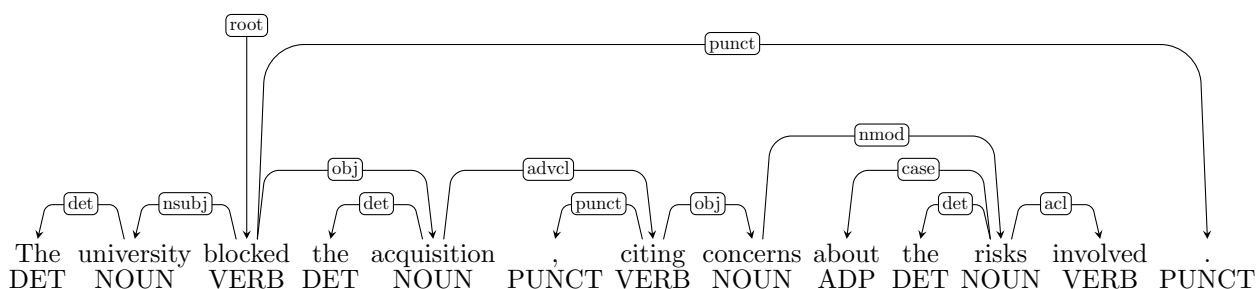 root
punct
nmod
obj advcl case
det nsubj det punct obj det acl
The university blocked the acquisition , citing concerns about the risks involved .
DET NOUN VERB DET NOUN PUNCT VERB NOUN ADP DET NOUN VERB PUNCT